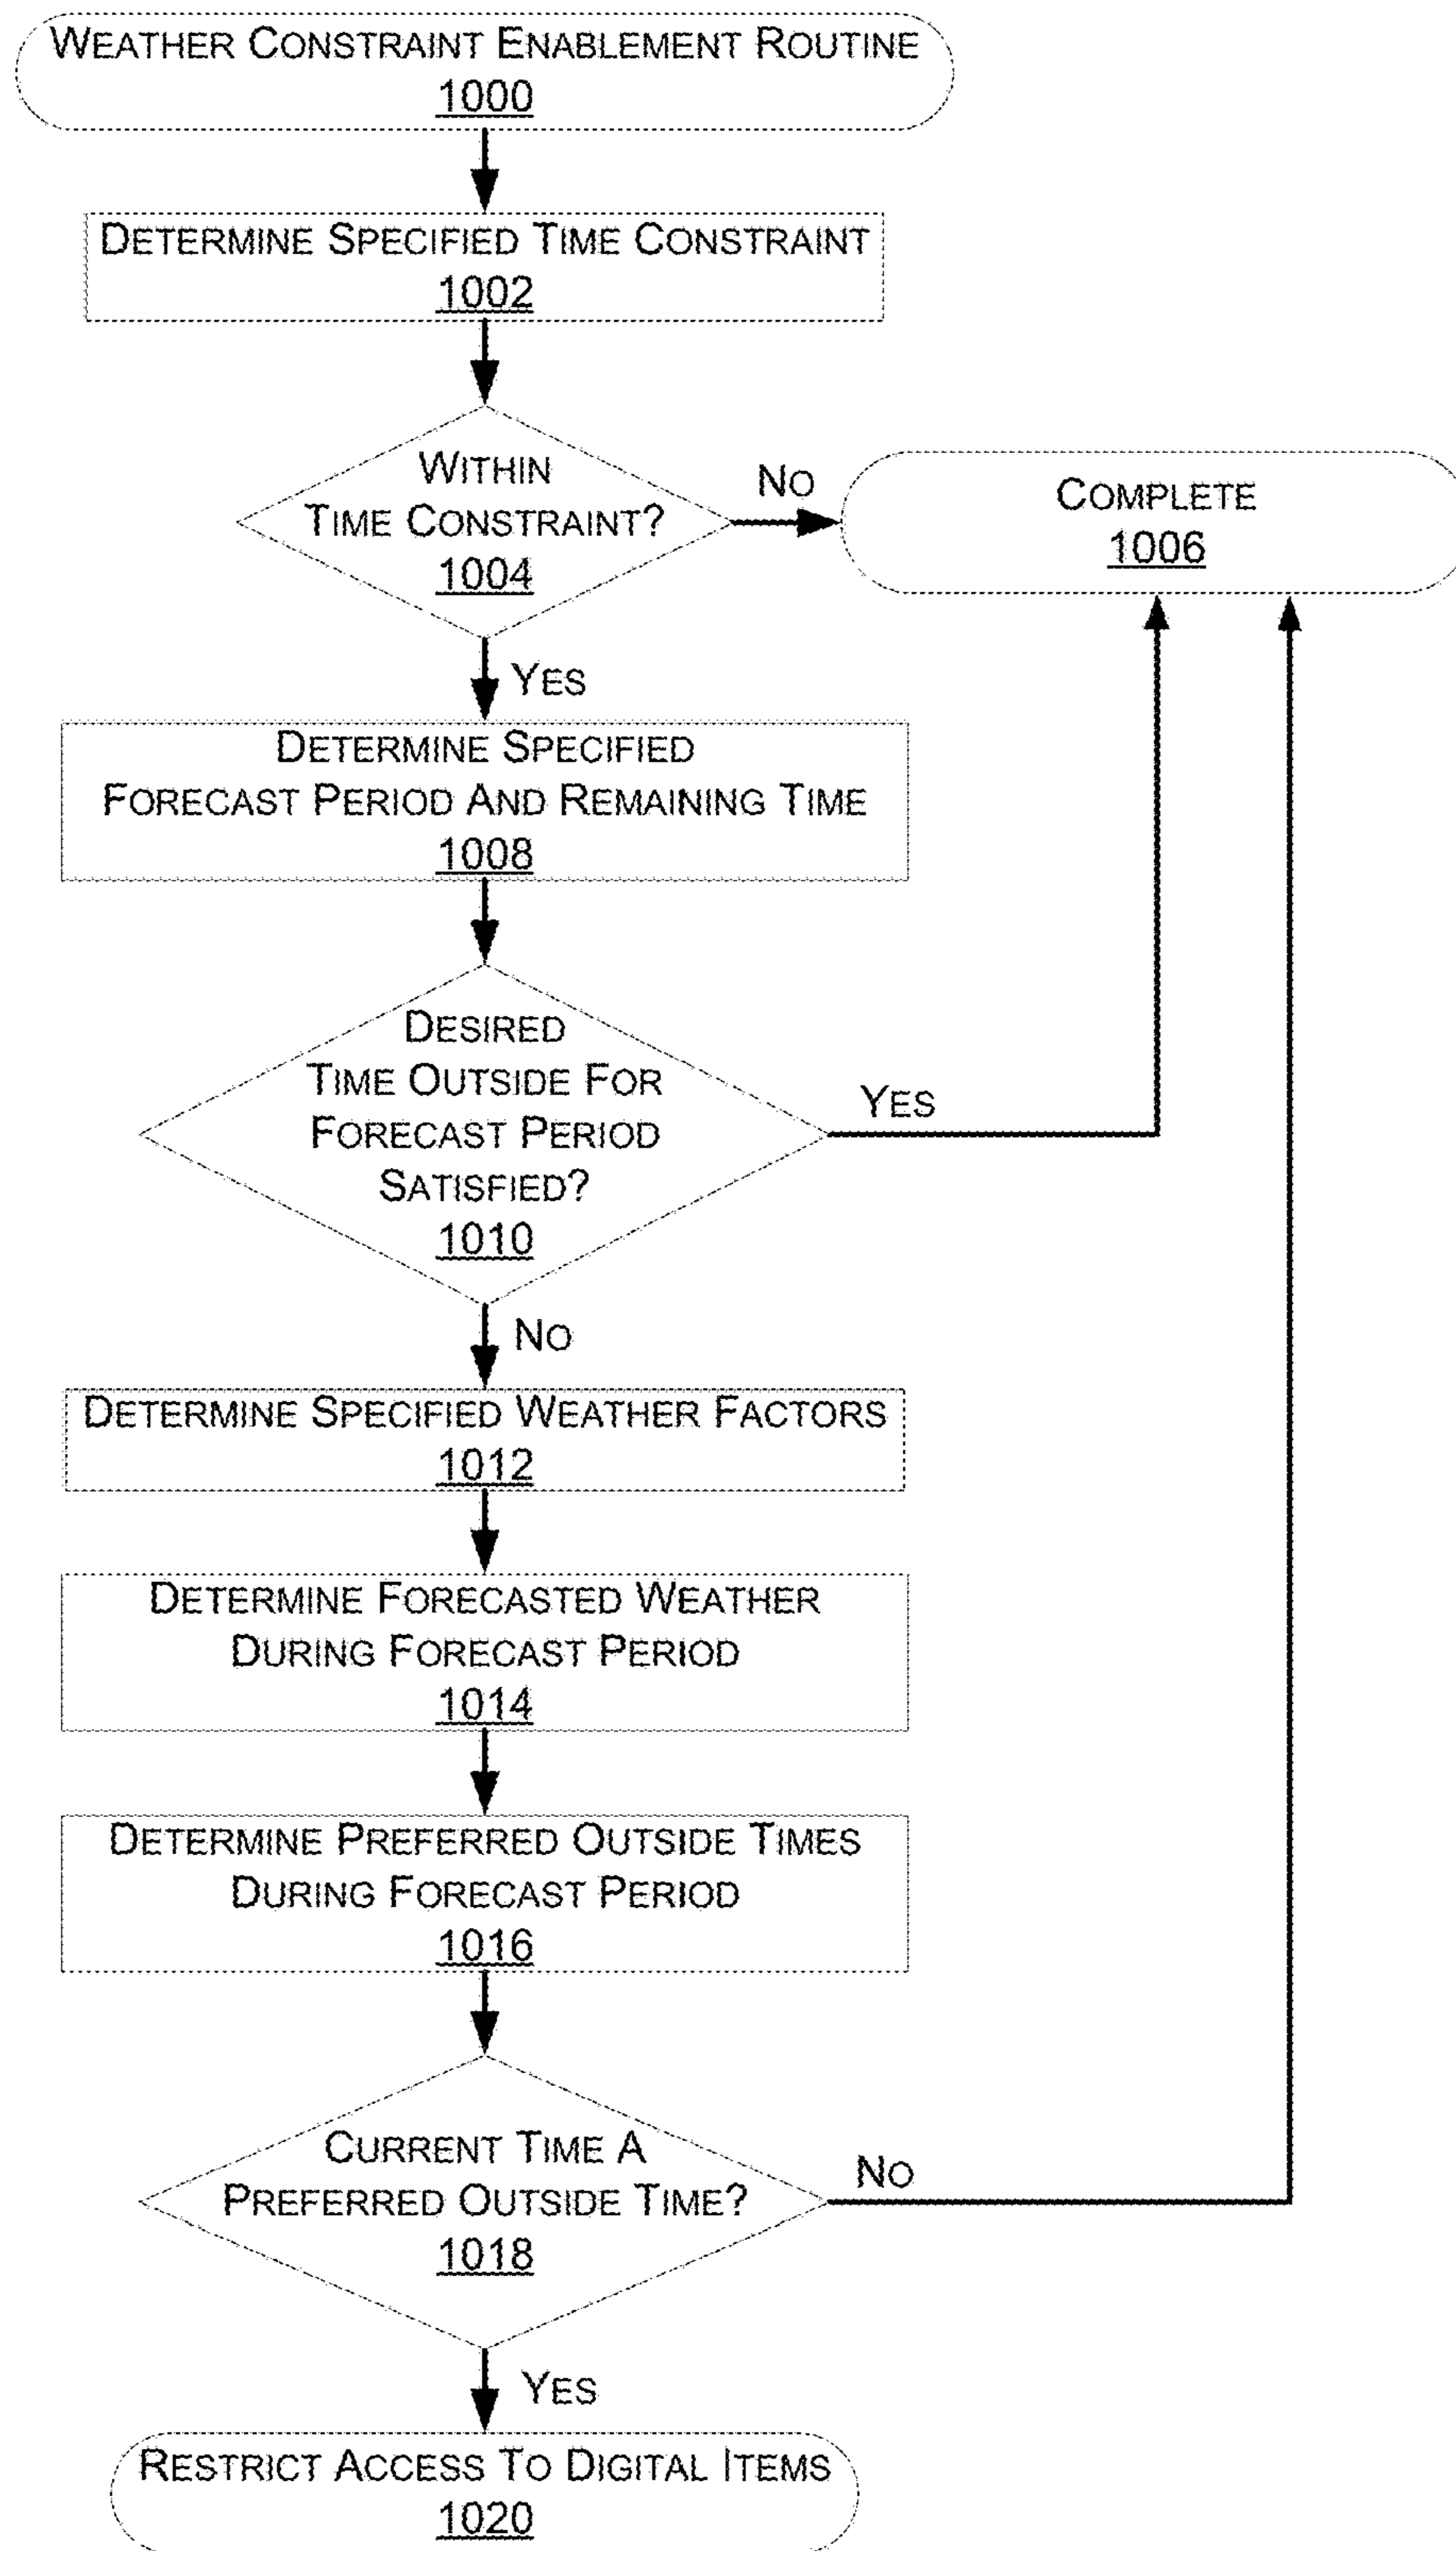 WEATHER CONSTRAINT ENABLEMENT ROUTINE
1000
DETERMINE SPECIFIED TIME CONSTRAINT
1002
WITHIN
TIME CONSTRAINT?
1004
NO
COMPLETE
1006
YES
DETERMINE SPECIFIED
FORECAST PERIOD AND REMAINING TIME
1008
DESIRED
TIME OUTSIDE FOR
FORECAST PERIOD
SATISFIED?
1010
YES
NO
DETERMINE SPECIFIED WEATHER FACTORS
1012
DETERMINE FORECASTED WEATHER
DURING FORECAST PERIOD
1014
DETERMINE PREFERRED OUTSIDE TIMES
DURING FORECAST PERIOD
1016
CURRENT TIME A
PREFERRED OUTSIDE TIME?
1018
NO
YES
RESTRICT ACCESS TO DIGITAL ITEMS
1020